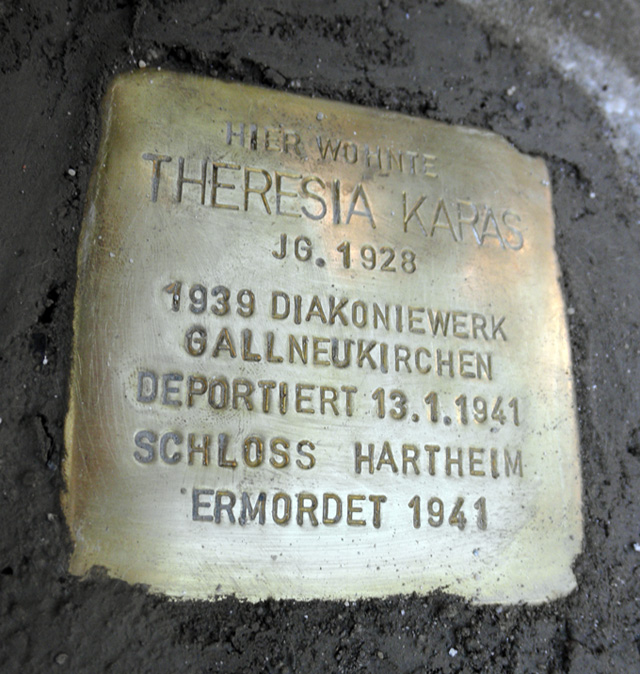 HIER WOHNTE
THERESIA KARAS
JG. 1928
1939 DIAKONIEWERK
GALLNEUKIRCHEN
DEPORTIERT 13.1.1941
SCHLOSS HARTHEIM
ERMORDET 1941